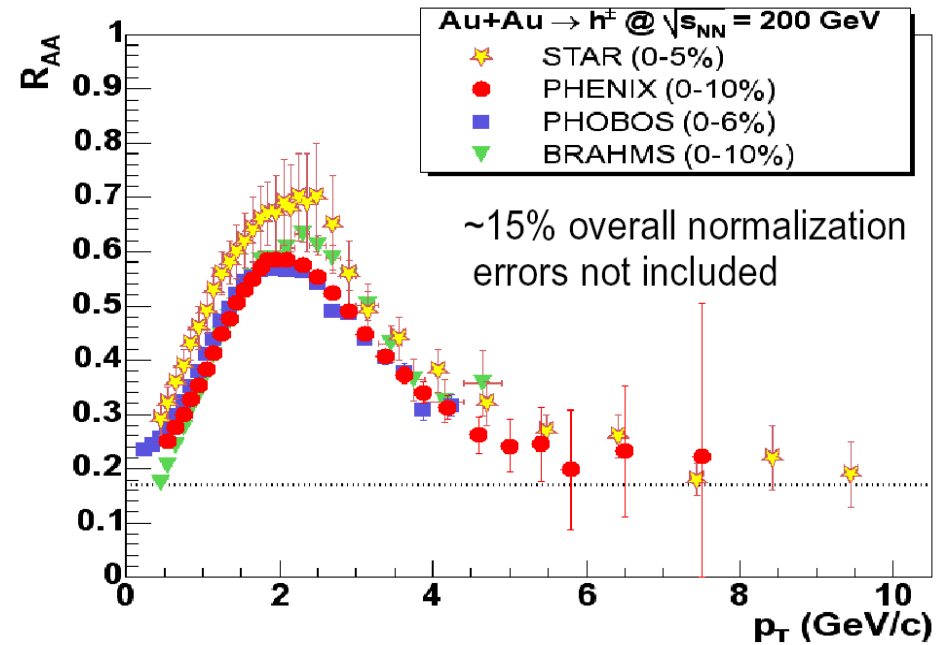 Au+Au → h± @ √sNN = 200 GeV
STAR (0-5%)
PHENIX (0-10%)
PHOBOS (0-6%)
BRAHMS (0-10%)
~15% overall normalization
errors not included
RAA
1
0.9
0.8
0.7
0.6
0.5
0.4
0.3
0.2
0.1
0
0 2 4 6 8 10
pT (GeV/c)